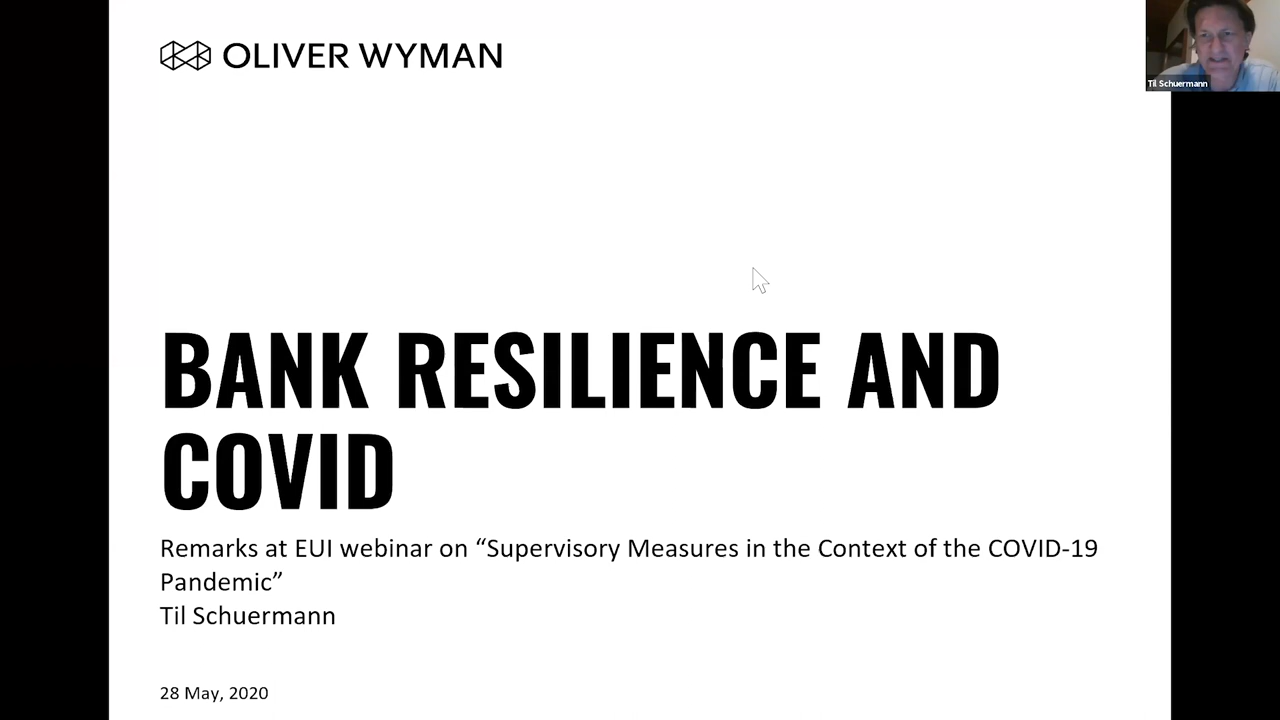 OLIVER WYMAN
Til Schuermann
BANK RESILIENCE AND
COVID
Remarks at EUI webinar on “Supervisory Measures in the Context of the COVID-19
Pandemic”
Til Schuermann
28 May, 2020